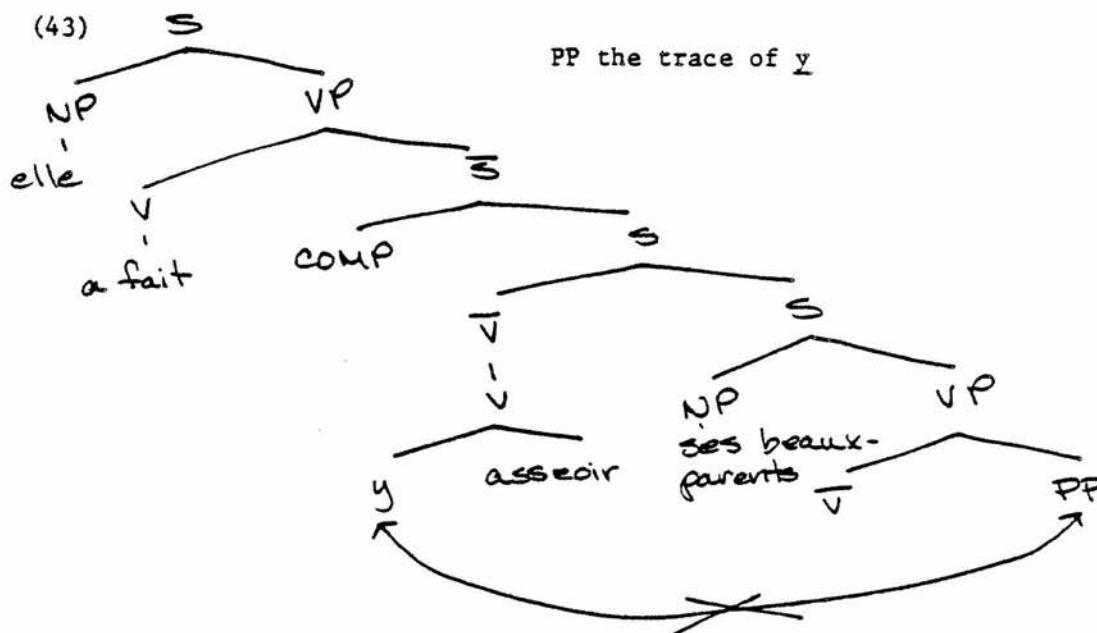 (43)
S
PP the trace of y
NP VP
elle
V S̅
a fait COMP S
V̅ S
V NP VP
y asseoir ses beaux-
parents V̅ PP